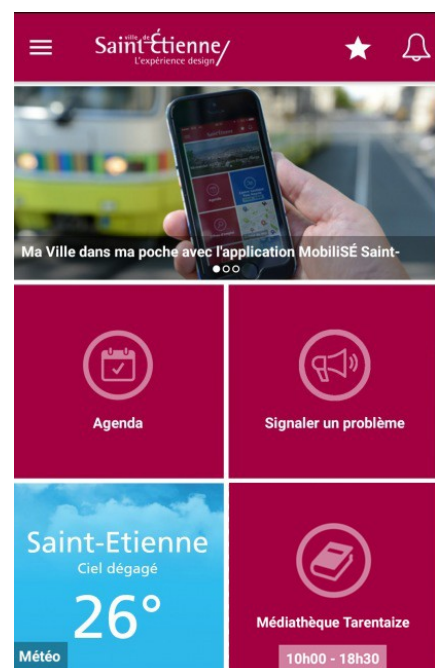 ville de
Saint-Étienne
L'expérience design
Ma Ville dans ma poche avec l'application MobiliSÉ Saint-
Agenda
Signaler un problème
Saint-Etienne
Ciel dégagé
26°
Météo
Médiathèque Tarentaize
10h00 - 18h30